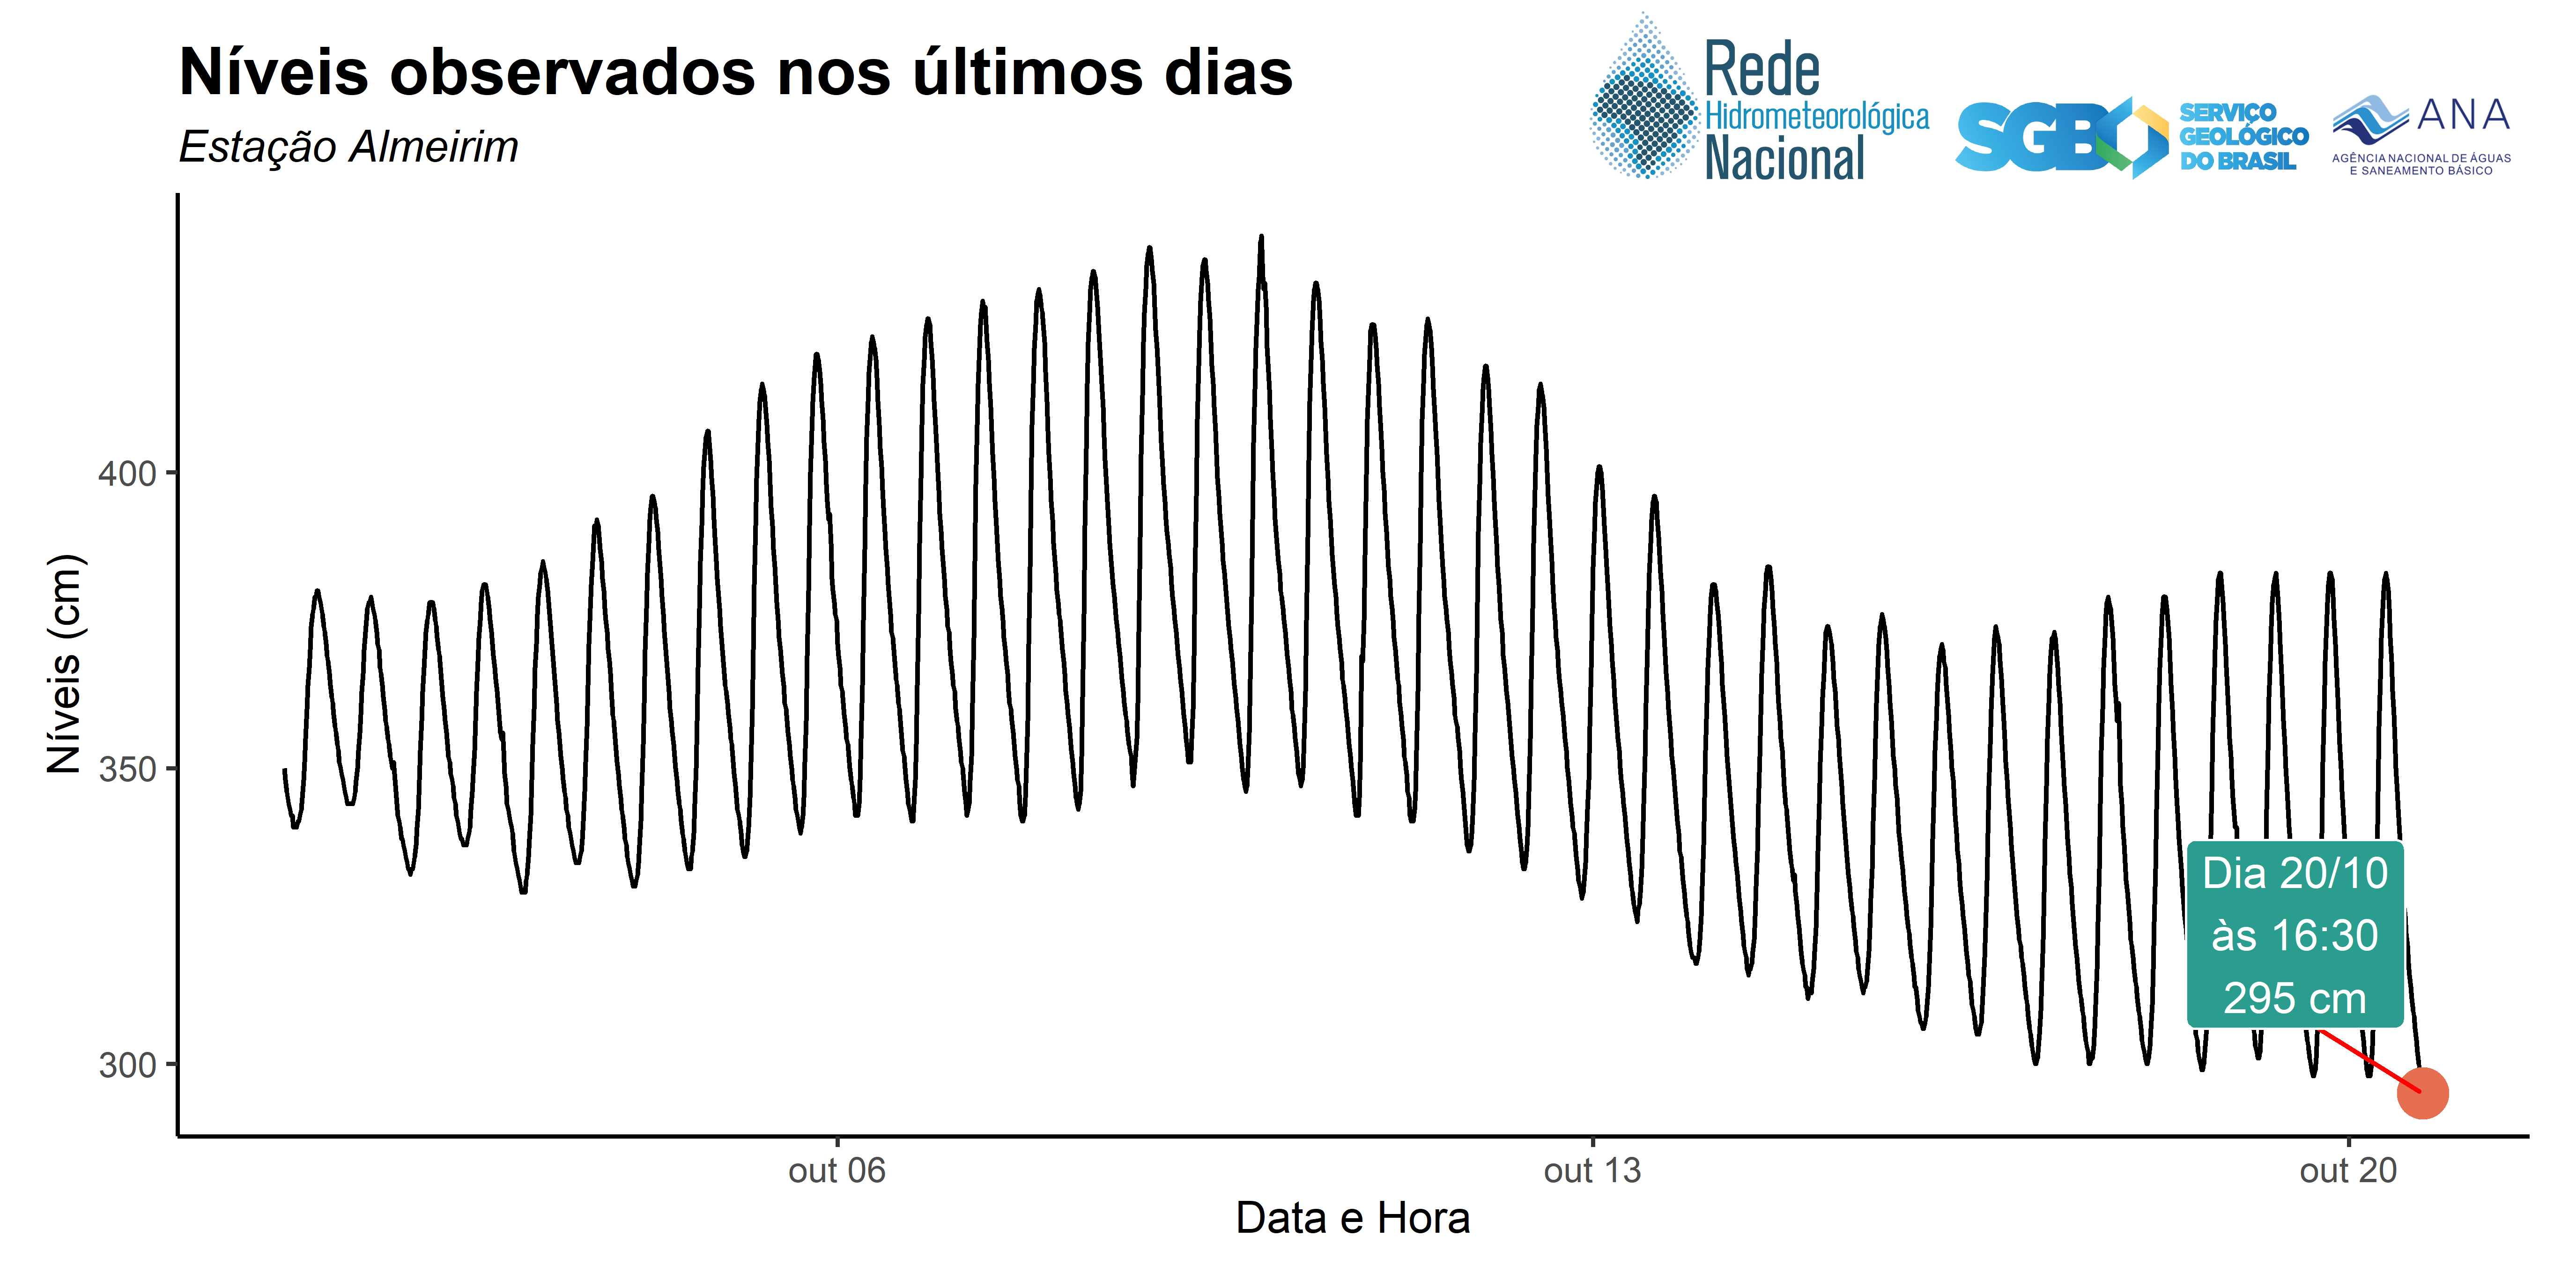 Níveis observados nos últimos dias
Estação Almeirim
Rede
Hidrometeorológica
Nacional
SGB
SERVIÇO
GEOLÓGICO
DO BRASIL
ANA
AGÊNCIA NACIONAL DE ÁGUAS
E SANEAMENTO BÁSICO
Níveis (cm)
400
350
300
Dia 20/10
às 16:30
295 cm
out 06
out 13
out 20
Data e Hora